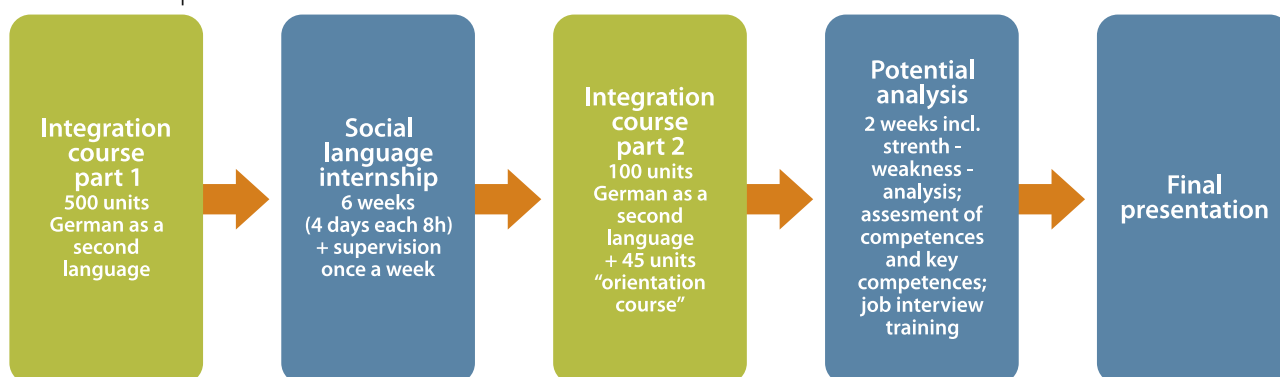 Integration
course
part 1
500 units
German as a
second
language
Social
language
internship
6 weeks
(4 days each 8h)
+ supervision
once a week
Integration
course
part 2
100 units
German as a
second
language
+ 45 units
“orientation
course”
Potential
analysis
2 weeks incl.
strenth -
weakness -
analysis;
assesment of
competences
and key
competences;
job interview
training
Final
presentation